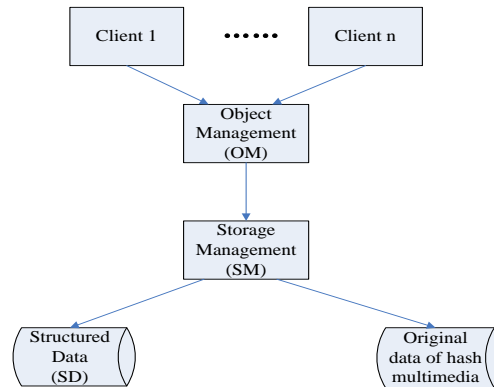 Client 1
......
Client n
Object
Management
(OM)
Storage
Management
(SM)
Structured
Data
(SD)
Original
data of hash
multimedia